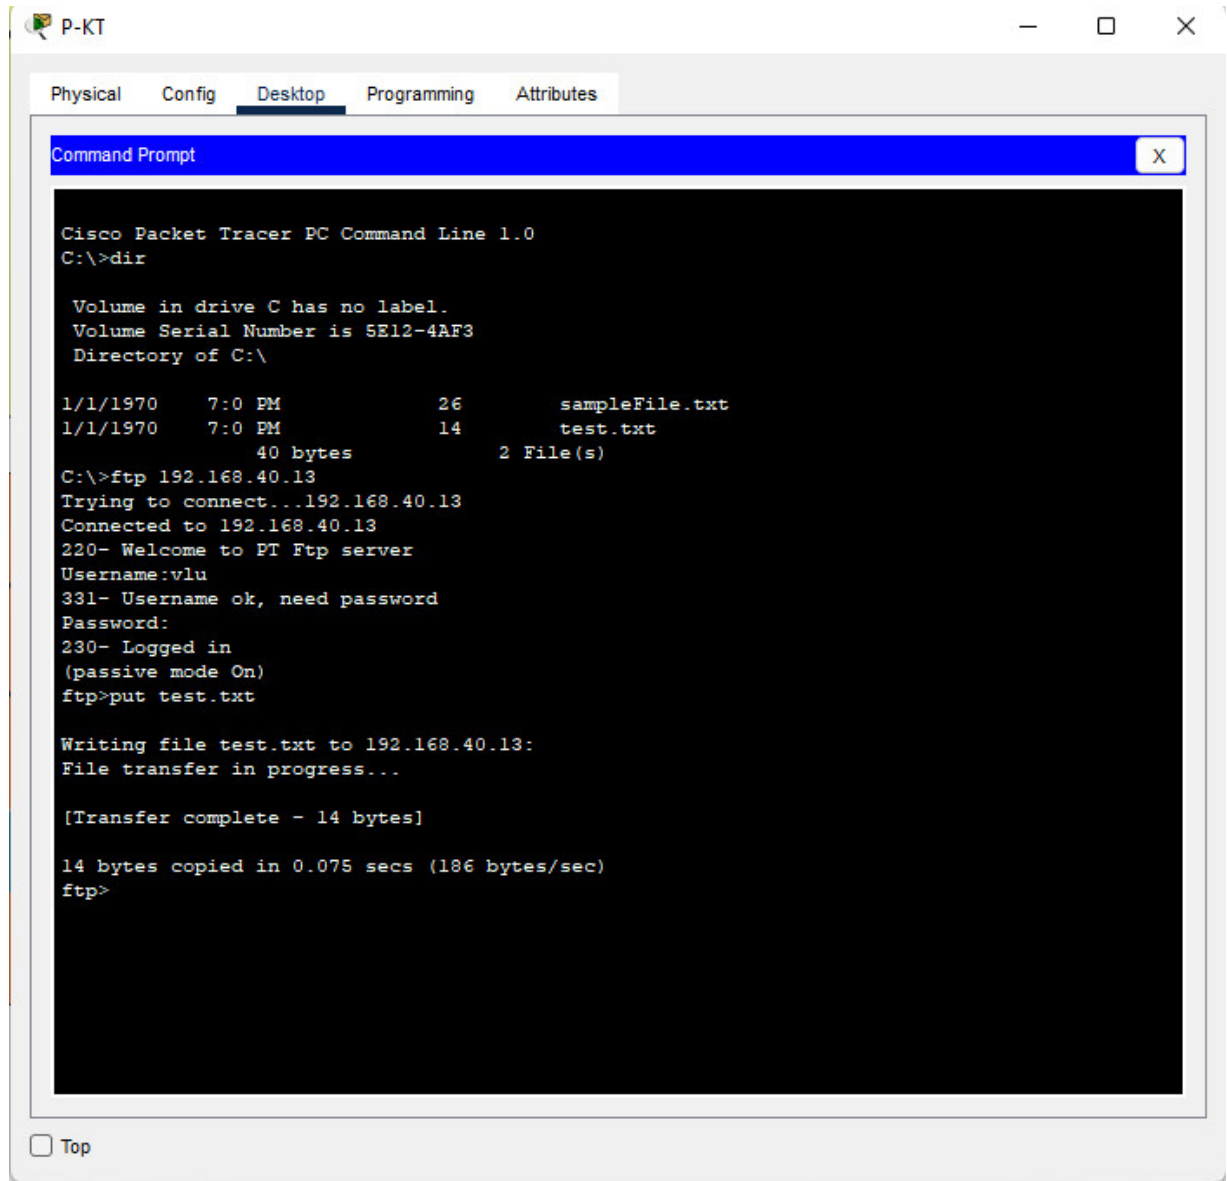 P-KT
Physical Config Desktop Programming Attributes
Command Prompt X
Cisco Packet Tracer PC Command Line 1.0
C:\>dir
Volume in drive C has no label.
Volume Serial Number is 5E12-4AF3
Directory of C:\
1/1/1970 7:0 PM 26 sampleFile.txt
1/1/1970 7:0 PM 14 test.txt
40 bytes 2 File(s)
C:\>ftp 192.168.40.13
Trying to connect...192.168.40.13
Connected to 192.168.40.13
220- Welcome to PT Ftp server
Username:vlu
331- Username ok, need password
Password:
230- Logged in
(passive mode On)
ftp>put test.txt
Writing file test.txt to 192.168.40.13:
File transfer in progress...
[Transfer complete - 14 bytes]
14 bytes copied in 0.075 secs (186 bytes/sec)
ftp>
Top